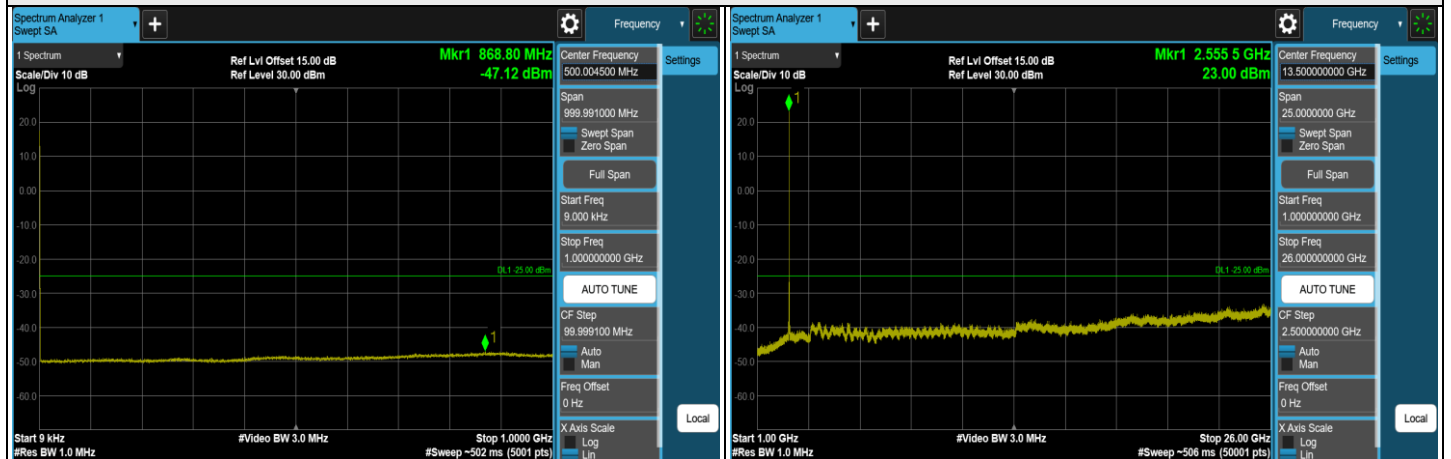 Spectrum Analyzer 1
Swept SA
+
Frequency
1 Spectrum
Scale/Div 10 dB
Log
Ref Lvl Offset 15.00 dB
Ref Level 30.00 dBm
Mkr1 868.80 MHz
-47.12 dBm
1
20.0
10.0
0.00
-10.0
-20.0
-30.0
-40.0
-50.0
-60.0
DL1 -25.00 dBm
Start 9 kHz
#Res BW 1.0 MHz
#Video BW 3.0 MHz
Stop 1.0000 GHz
#Sweep ~502 ms (5001 pts)
Center Frequency
500.004500 MHz
Span
999.991000 MHz
Swept Span
Zero Span
Full Span
Start Freq
9.000 kHz
Stop Freq
1.000000000 GHz
AUTO TUNE
CF Step
99.999100 MHz
Auto
Man
Freq Offset
0 Hz
X Axis Scale
Log
Lin
Settings
Local
Spectrum Analyzer 1
Swept SA
+
Frequency
1 Spectrum
Scale/Div 10 dB
Log
Ref Lvl Offset 15.00 dB
Ref Level 30.00 dBm
Mkr1 2.555 5 GHz
23.00 dBm
1
20.0
10.0
0.00
-10.0
-20.0
-30.0
-40.0
-50.0
-60.0
DL1 -25.00 dBm
Start 1.00 GHz
#Res BW 1.0 MHz
#Video BW 3.0 MHz
Stop 26.00 GHz
#Sweep ~506 ms (50001 pts)
Center Frequency
13.500000000 GHz
Span
25.0000000 GHz
Swept Span
Zero Span
Full Span
Start Freq
1.000000000 GHz
Stop Freq
26.000000000 GHz
AUTO TUNE
CF Step
2.500000000 GHz
Auto
Man
Freq Offset
0 Hz
X Axis Scale
Log
Lin
Settings
Local